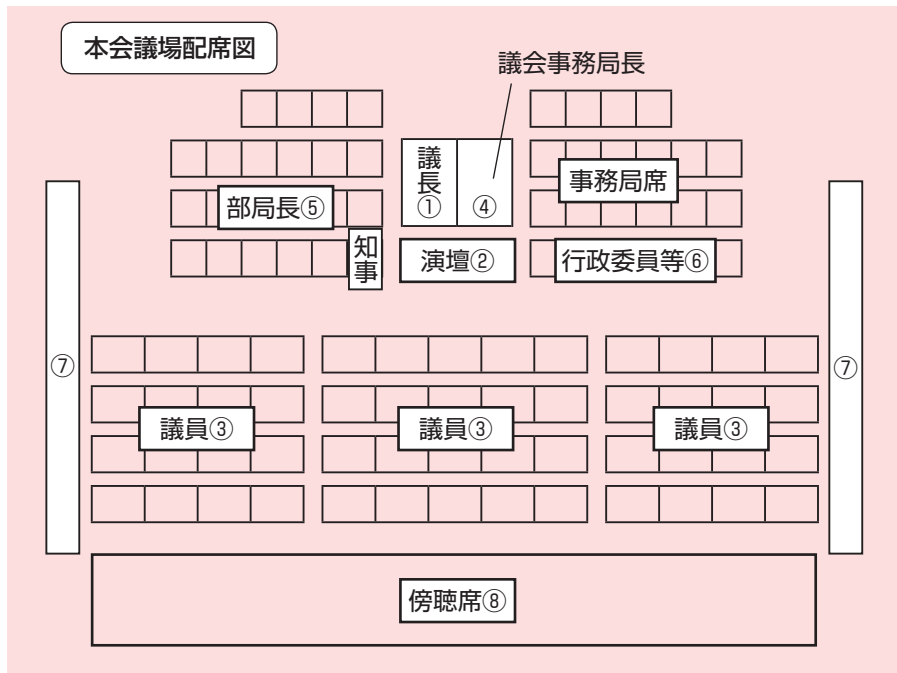 本会議場配席図
議会事務局長
議長①
④
事務局席
部局長⑤
知事
演壇②
行政委員等⑥
⑦
⑦
議員③
議員③
議員③
傍聴席⑧